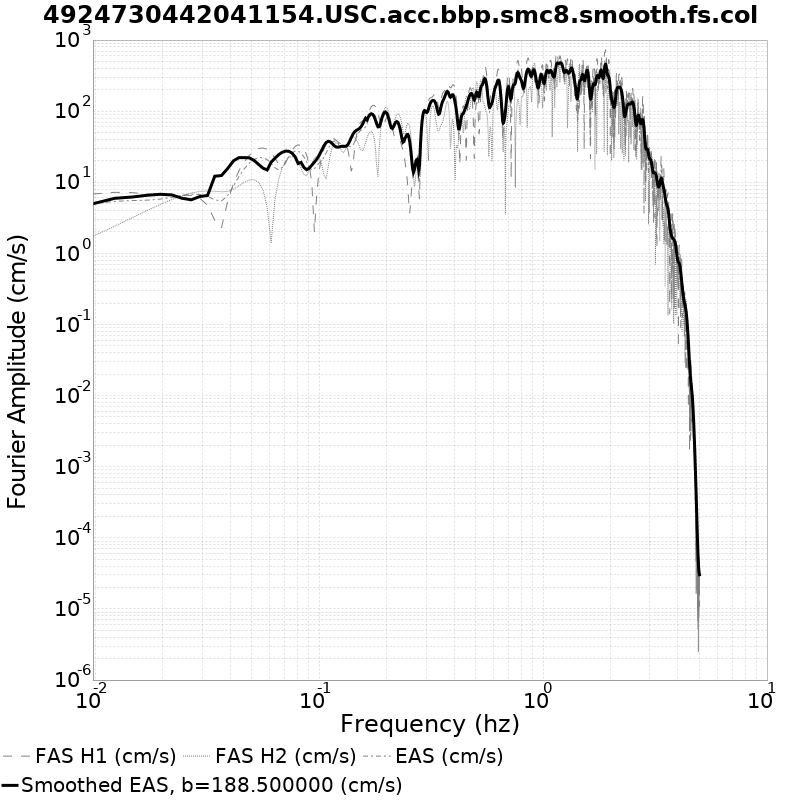 4924730442041154.USC.acc.bbp.smc8.smooth.fs.col
Fourier Amplitude (cm/s)
10^3
10^2
10^1
10^0
10^-1
10^-2
10^-3
10^-4
10^-5
10^-6
10^-2 10^-1 10^0 10^1
Frequency (hz)
FAS H1 (cm/s) FAS H2 (cm/s) EAS (cm/s)
Smoothed EAS, b=188.500000 (cm/s)